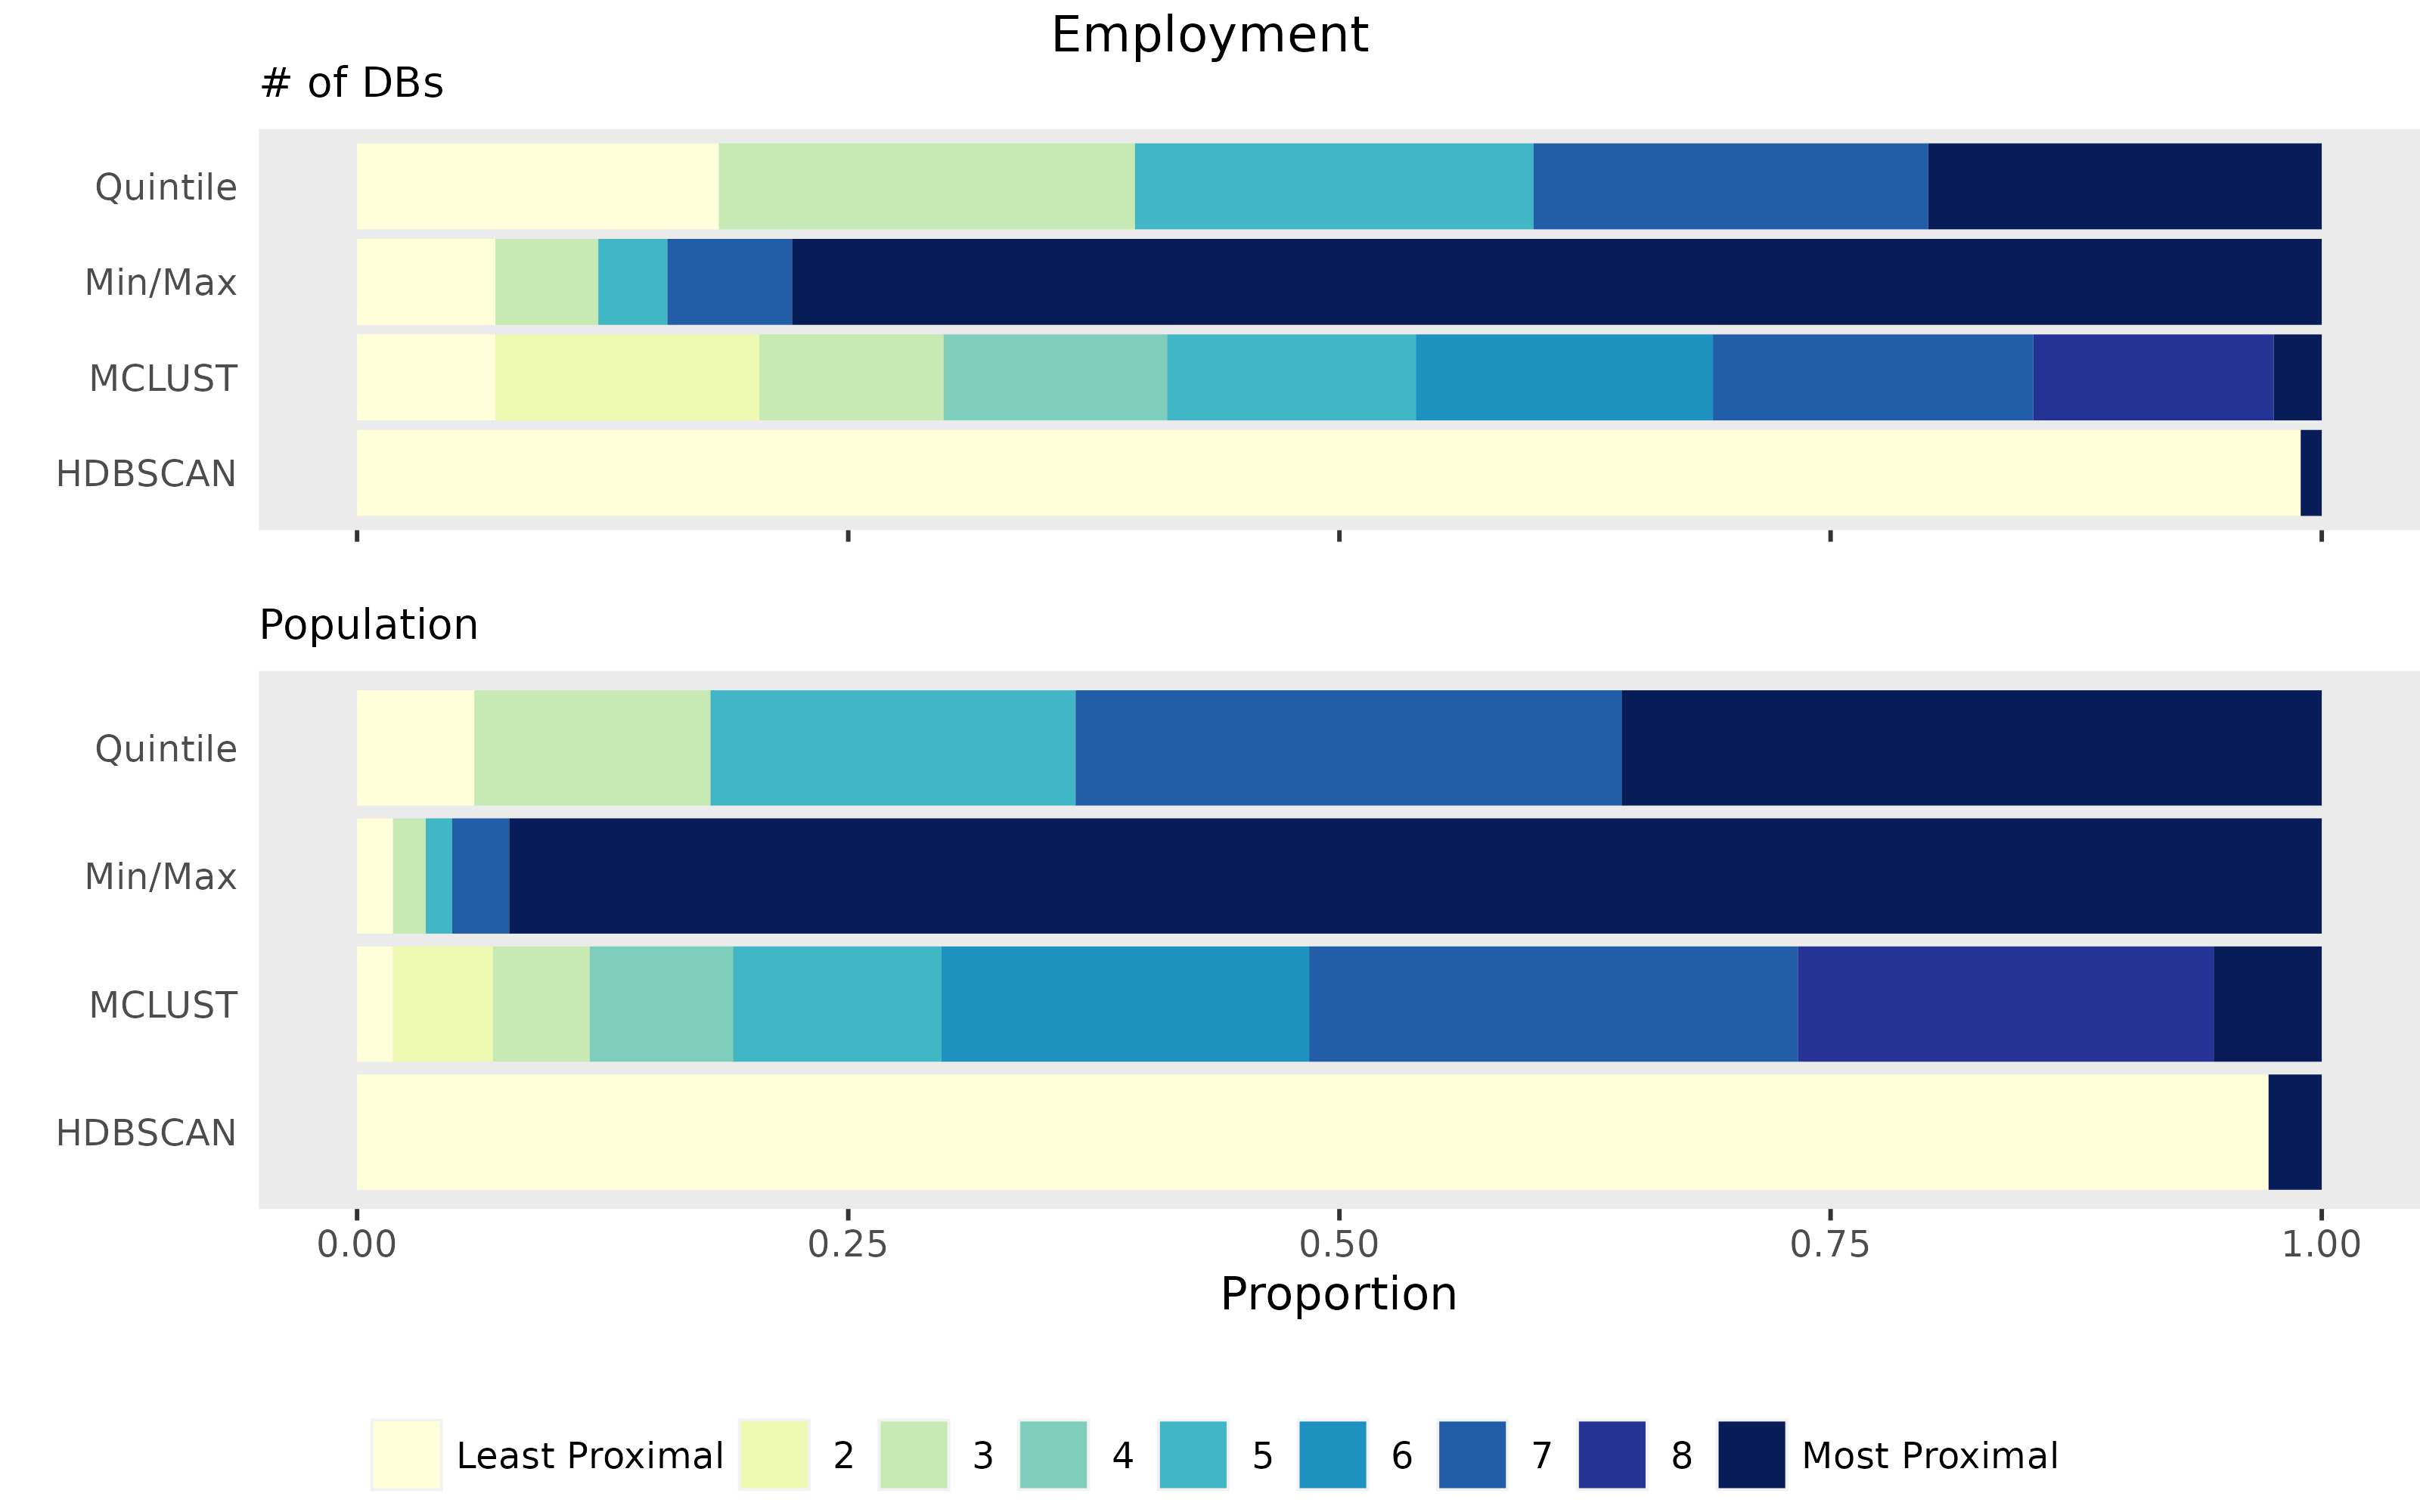 Employment
# of DBs
Quintile
Min/Max
MCLUST
HDBSCAN
Population
Quintile
Min/Max
MCLUST
HDBSCAN
0.00 0.25 0.50 0.75 1.00
Proportion
Least Proximal 2 3 4 5 6 7 8 Most Proximal